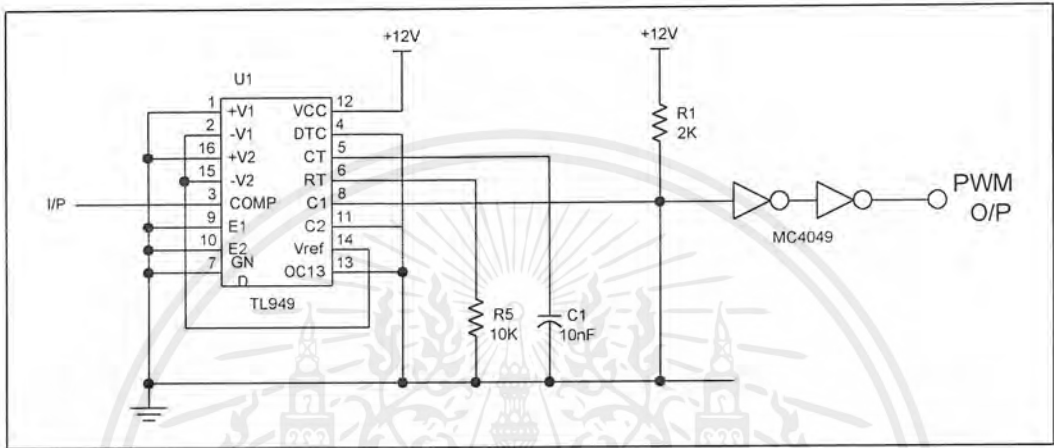 +12V
+12V
U1
1 +V1 VCC 12
2 -V1 DTC 4
16 +V2 CT 5
15 -V2 RT 6
I/P 3 COMP C1 8
9 E1 C2 11
10 E2 Vref 14
7 GN OC13 13
D
TL949
R1
2K
MC4049
PWM
O/P
R5
10K
C1
10nF